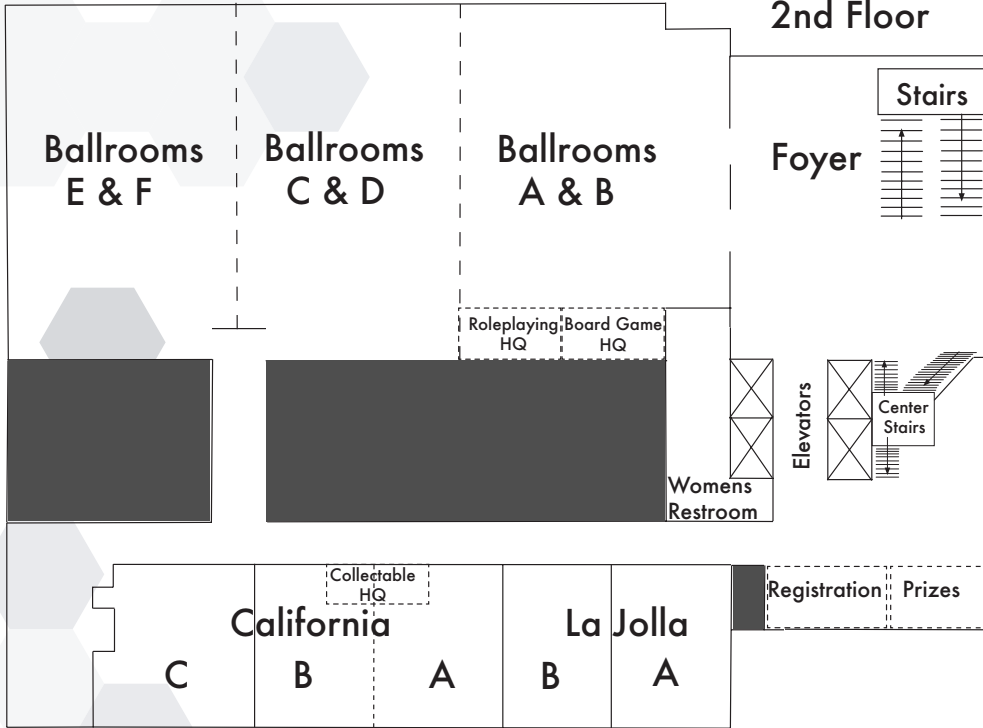 2nd Floor
Stairs
Ballrooms
E & F
Ballrooms
C & D
Ballrooms
A & B
Foyer
Roleplaying
HQ
Board Game
HQ
Elevators
Center
Stairs
Womens
Restroom
Collectable
HQ
California
La Jolla
C
B
A
B
A
Registration
Prizes